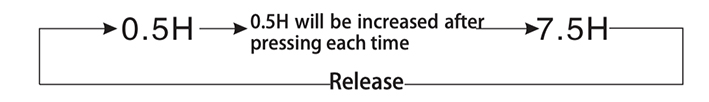 0.5H
0.5H will be increased after
pressing each time
7.5H
Release